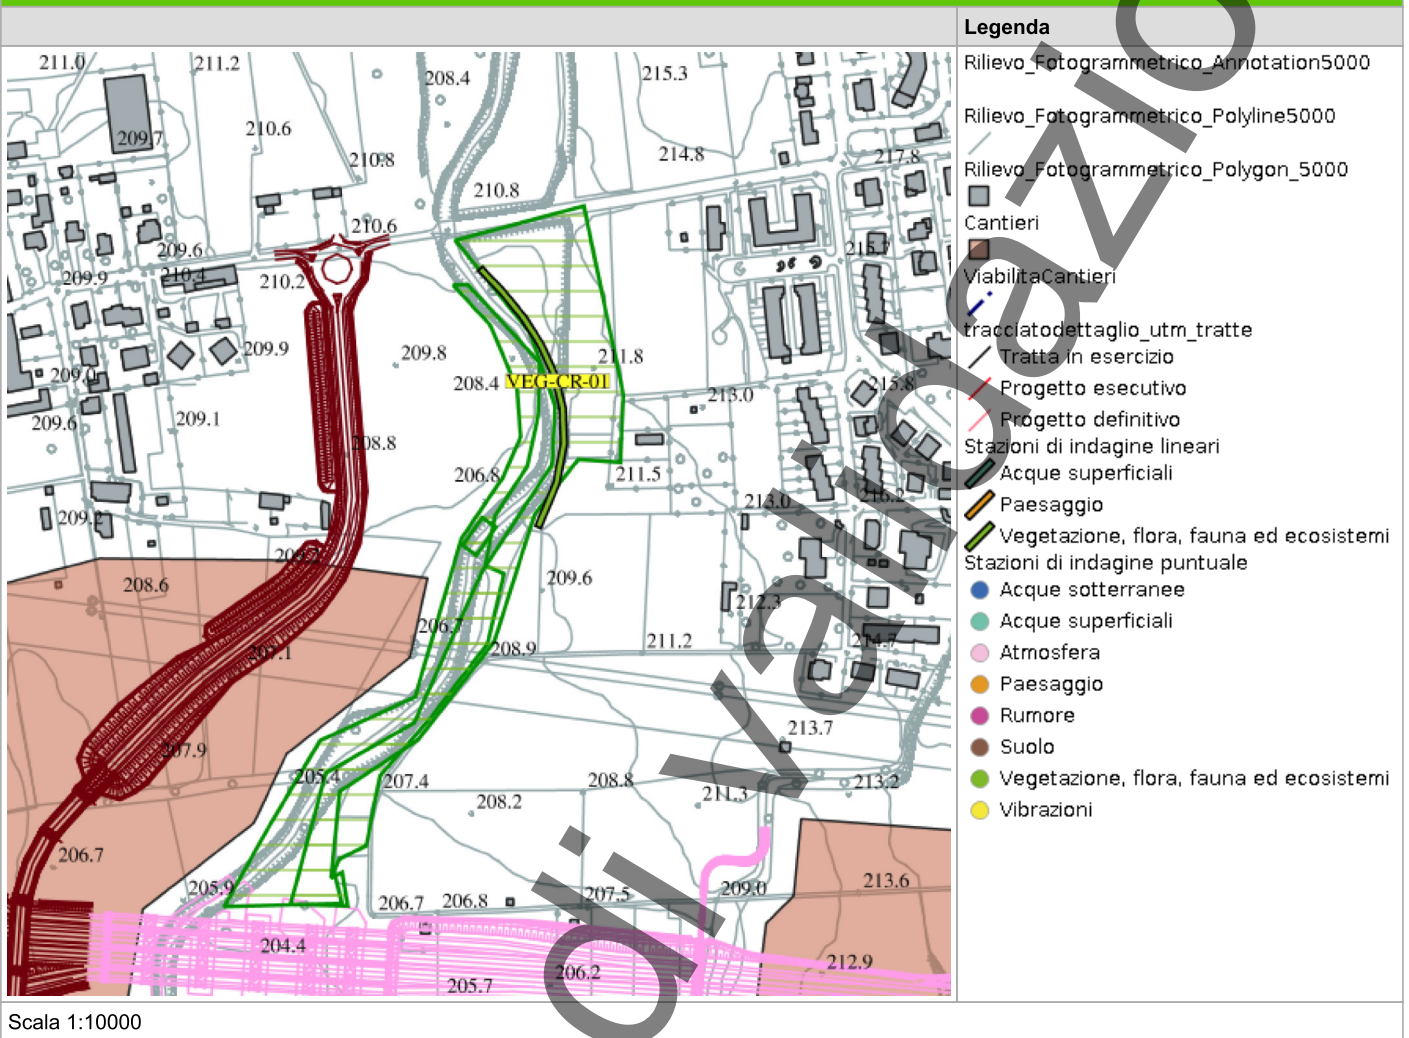 Legenda
Rilievo_Fotogrammetrico_Annotation5000
Rilievo_Fotogrammetrico_Polyline5000
Rilievo_Fotogrammetrico_Polygon_5000
Cantieri
ViabilitaCantieri
tracciatodettaglio_utm_tratte
Tratta in esercizio
Progetto esecutivo
Progetto definitivo
Stazioni di indagine lineari
Acque superficiali
Paesaggio
Vegetazione, flora, fauna ed ecosistemi
Stazioni di indagine puntuale
Acque sotterranee
Acque superficiali
Atmosfera
Paesaggio
Rumore
Suolo
Vegetazione, flora, fauna ed ecosistemi
Vibrazioni
211.0
211.2
208.4
215.3
209.7
210.6
210.8
214.8
217.8
210.8
210.6
209.6
215.7
209.9
210.4
210.2
209.9
209.8
211.8
208.4
VEG-CR-01
215.8
213.0
209.6
209.1
208.8
206.8
211.5
213.0
216.2
209.2
208.6
209.6
212.3
206.7
208.9
211.2
214.7
207.1
213.7
207.9
205.4
207.4
208.8
208.2
211.3
213.2
206.7
205.9
206.7
206.8
207.5
209.0
213.6
204.4
205.7
206.2
212.9
di validazio
Scala 1:10000